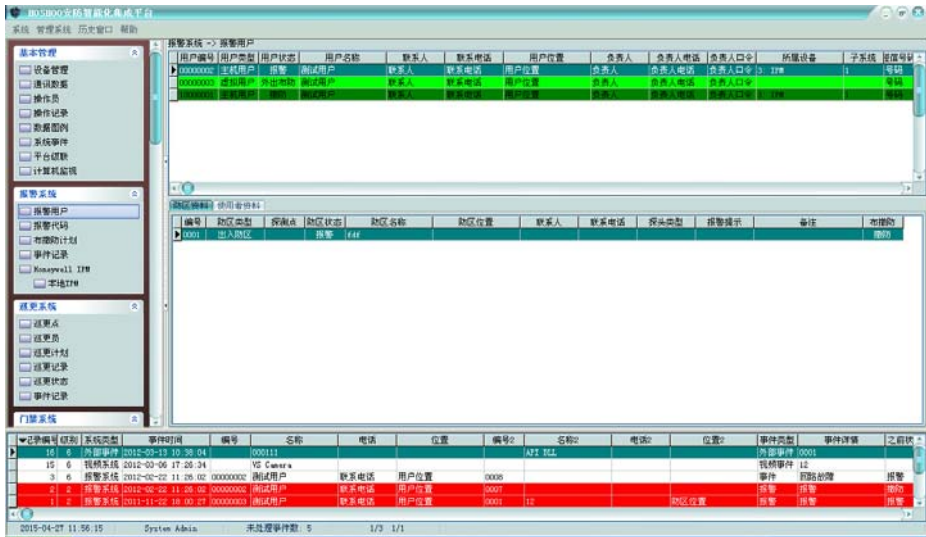 HOSHOO安防智能化集成平台
系统 管理系统 历史窗口 帮助
基本管理
设备管理
通讯数据
操作员
操作记录
数据图例
系统事件
平台级联
计算机监视
报警系统
报警用户
报警代码
布撤防计划
事件记录
Honeywell IPM
本地IPM
巡更系统
巡更点
巡更员
巡更计划
巡更记录
巡更状态
事件记录
门禁系统
报警系统 -> 报警用户
用户编号 用户类型 用户状态 用户名称 联系人 联系电话 用户位置 负责人 负责人电话 负责人口令 所属设备 子系统
00000002 主机用户 报警 测试用户 联系人 联系电话 用户位置 负责人 负责人电话 负责人口令 3: IPM 1 号码
00000003 虚拟用户 外出布防 测试用户 联系人 联系电话 用户位置 负责人 负责人电话 负责人口令 号码
主机用户 撤防 测试用户 联系人 联系电话 用户位置 负责人 负责人电话 负责人口令 号码
防区资料 使用者资料
编号 防区类型 探测点 防区状态 防区名称 防区位置 联系人 联系电话 探头类型 报警提示 备注 布撤防
0001 出入防区 报警 fdf 撤防
记录编号 级别 系统类型 事件时间 编号 名称 电话 位置 编号2 名称2 电话2 位置2 事件类型 事件详情 之前状
16 6 外部事件 2012-03-13 10:38:04 000111 API DLL 外部事件 0001
15 6 视频系统 2012-03-06 17:26:34 VS Camera 视频事件 12
3 6 报警系统 2012-02-22 11:26:02 00000002 测试用户 联系电话 用户位置 0008 事件 回路故障 报警
2 2 报警系统 2012-02-22 11:26:02 00000002 测试用户 联系电话 用户位置 0007 报警 报警 撤防
1 2 报警系统 2011-11-22 18:00:27 00000003 测试用户 联系电话 用户位置 0001 12 防区位置 报警 报警 报警
2015-04-27 11:56:15 System Admin 未处理事件数: 5 1/3 1/1